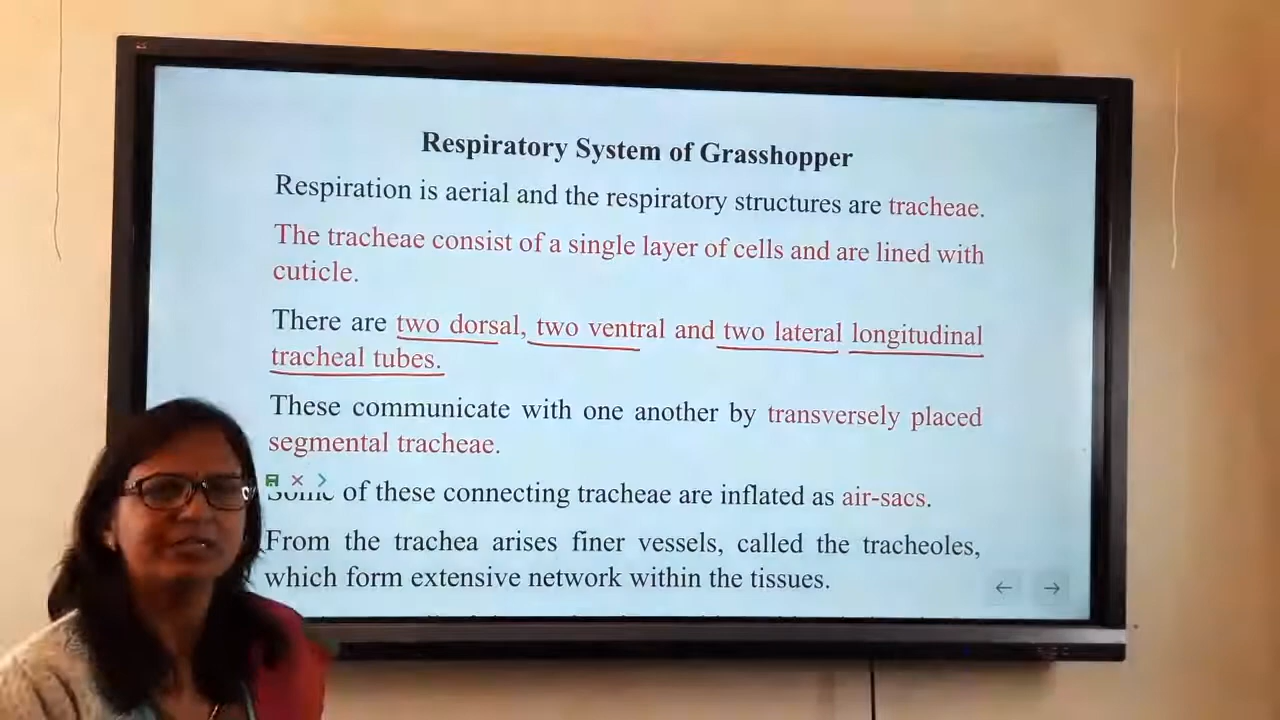 Respiratory System of Grasshopper
Respiration is aerial and the respiratory structures are tracheae.
The tracheae consist of a single layer of cells and are lined with
cuticle.
There are two dorsal, two ventral and two lateral longitudinal
tracheal tubes.
These communicate with one another by transversely placed
segmental tracheae.
Some of these connecting tracheae are inflated as air-sacs.
From the trachea arises finer vessels, called the tracheoles,
which form extensive network within the tissues.